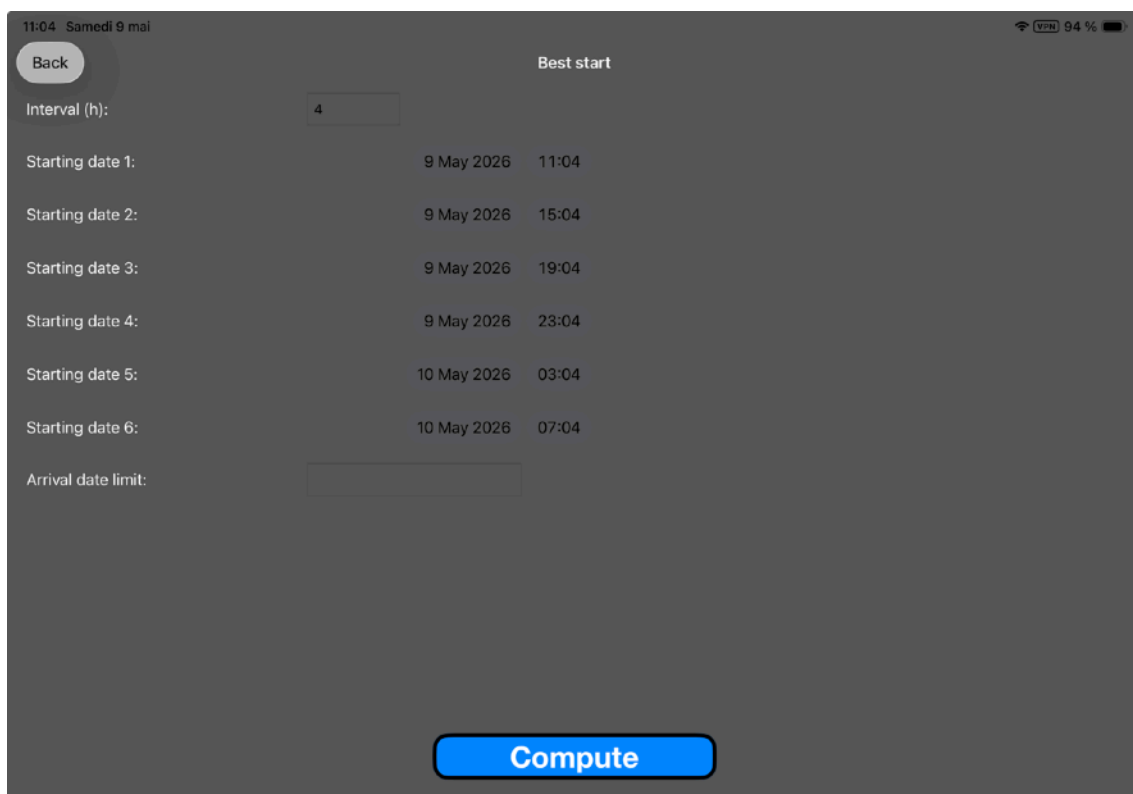 11:04 Samedi 9 mai VPN 94 %
Back Best start
Interval (h): 4
Starting date 1: 9 May 2026 11:04
Starting date 2: 9 May 2026 15:04
Starting date 3: 9 May 2026 19:04
Starting date 4: 9 May 2026 23:04
Starting date 5: 10 May 2026 03:04
Starting date 6: 10 May 2026 07:04
Arrival date limit:
Compute